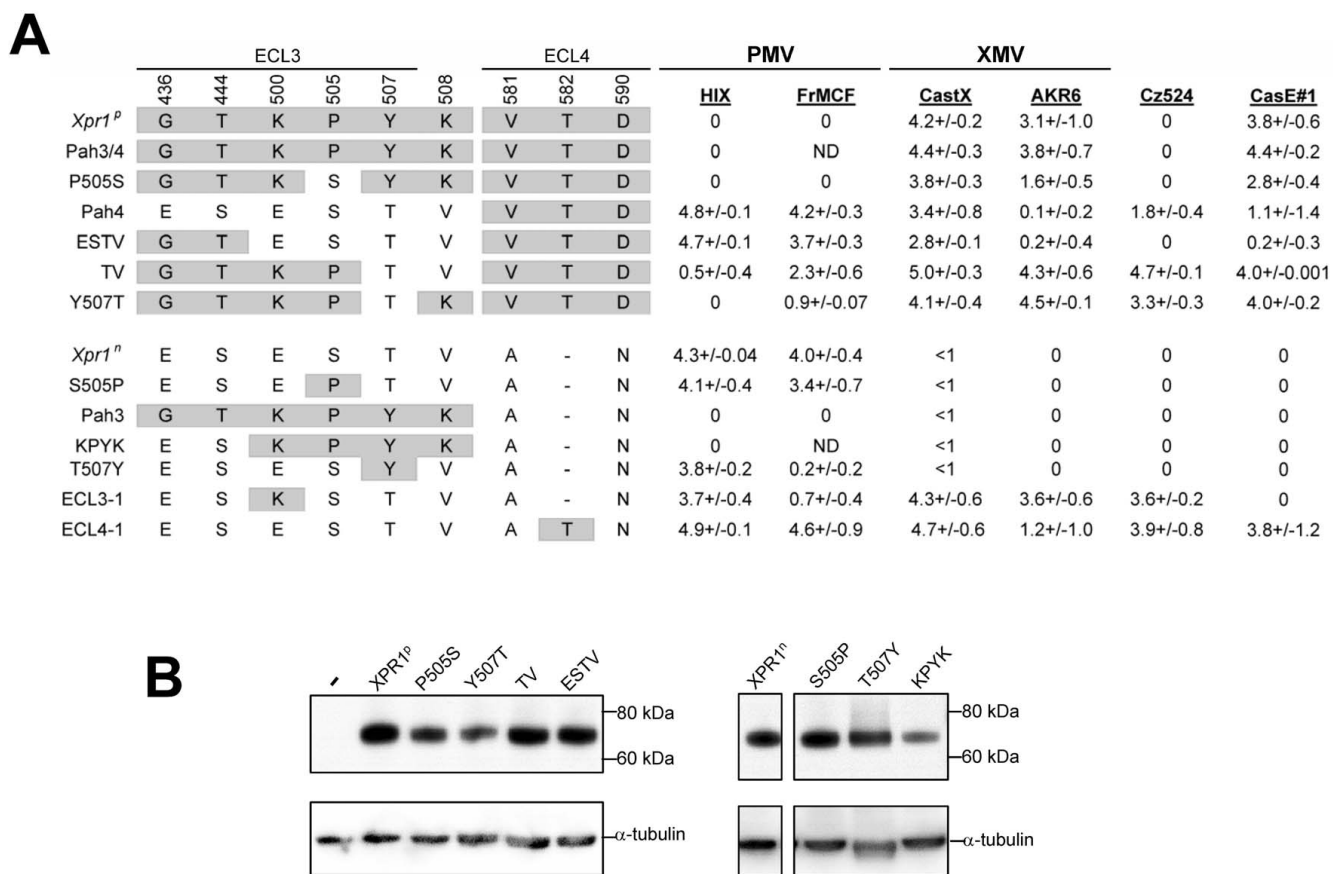 A
ECL3 ECL4 PMV XMV
436 444 500 505 507 508 581 582 590 HIX FrMCF CastX AKR6 Cz524 CasE#1
Xpr1p G T K P Y K V T D 0 0 4.2+/-0.2 3.1+/-1.0 0 3.8+/-0.6
Pah3/4 G T K P Y K V T D 0 ND 4.4+/-0.3 3.8+/-0.7 0 4.4+/-0.2
P505S G T K S Y K V T D 0 0 3.8+/-0.3 1.6+/-0.5 0 2.8+/-0.4
Pah4 E S E S T V V T D 4.8+/-0.1 4.2+/-0.3 3.4+/-0.8 0.1+/-0.2 1.8+/-0.4 1.1+/-1.4
ESTV G T E S T V V T D 4.7+/-0.1 3.7+/-0.3 2.8+/-0.1 0.2+/-0.4 0 0.2+/-0.3
TV G T K P T V V T D 0.5+/-0.4 2.3+/-0.6 5.0+/-0.3 4.3+/-0.6 4.7+/-0.1 4.0+/-0.001
Y507T G T K P T K V T D 0 0.9+/-0.07 4.1+/-0.4 4.5+/-0.1 3.3+/-0.3 4.0+/-0.2
Xpr1n E S E S T V A - N 4.3+/-0.04 4.0+/-0.4 <1 0 0 0
S505P E S E P T V A - N 4.1+/-0.4 3.4+/-0.7 <1 0 0 0
Pah3 G T K P Y K A - N 0 0 <1 0 0 0
KPYK E S K P Y K A - N 0 ND <1 0 0 0
T507Y E S E S Y V A - N 3.8+/-0.2 0.2+/-0.2 <1 0 0 0
ECL3-1 E S K S T V A - N 3.7+/-0.4 0.7+/-0.4 4.3+/-0.6 3.6+/-0.6 3.6+/-0.2 0
ECL4-1 E S E S T V A T N 4.9+/-0.1 4.6+/-0.9 4.7+/-0.6 1.2+/-1.0 3.9+/-0.8 3.8+/-1.2
B
- XPR1p P505S Y507T TV ESTV
80 kDa
60 kDa
α-tubulin
XPR1n S505P T507Y KPYK
80 kDa
60 kDa
α-tubulin